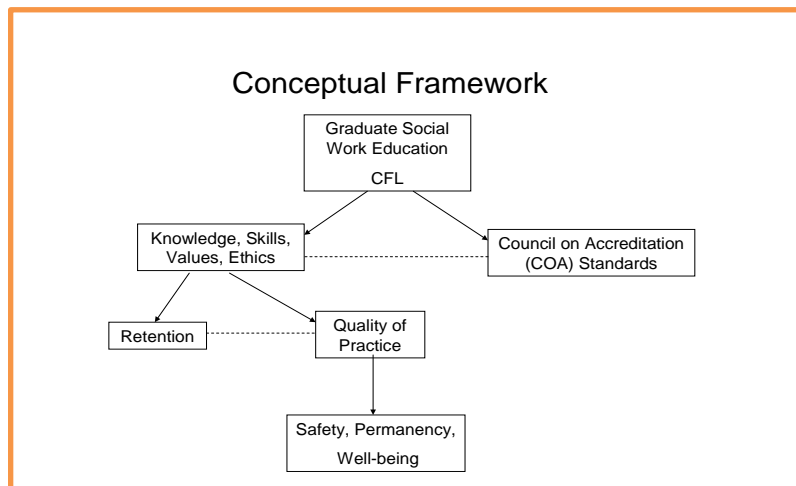 Conceptual Framework
Graduate Social
Work Education
CFL
Knowledge, Skills,
Values, Ethics
Council on Accreditation
(COA) Standards
Retention
Quality of
Practice
Safety, Permanency,
Well-being